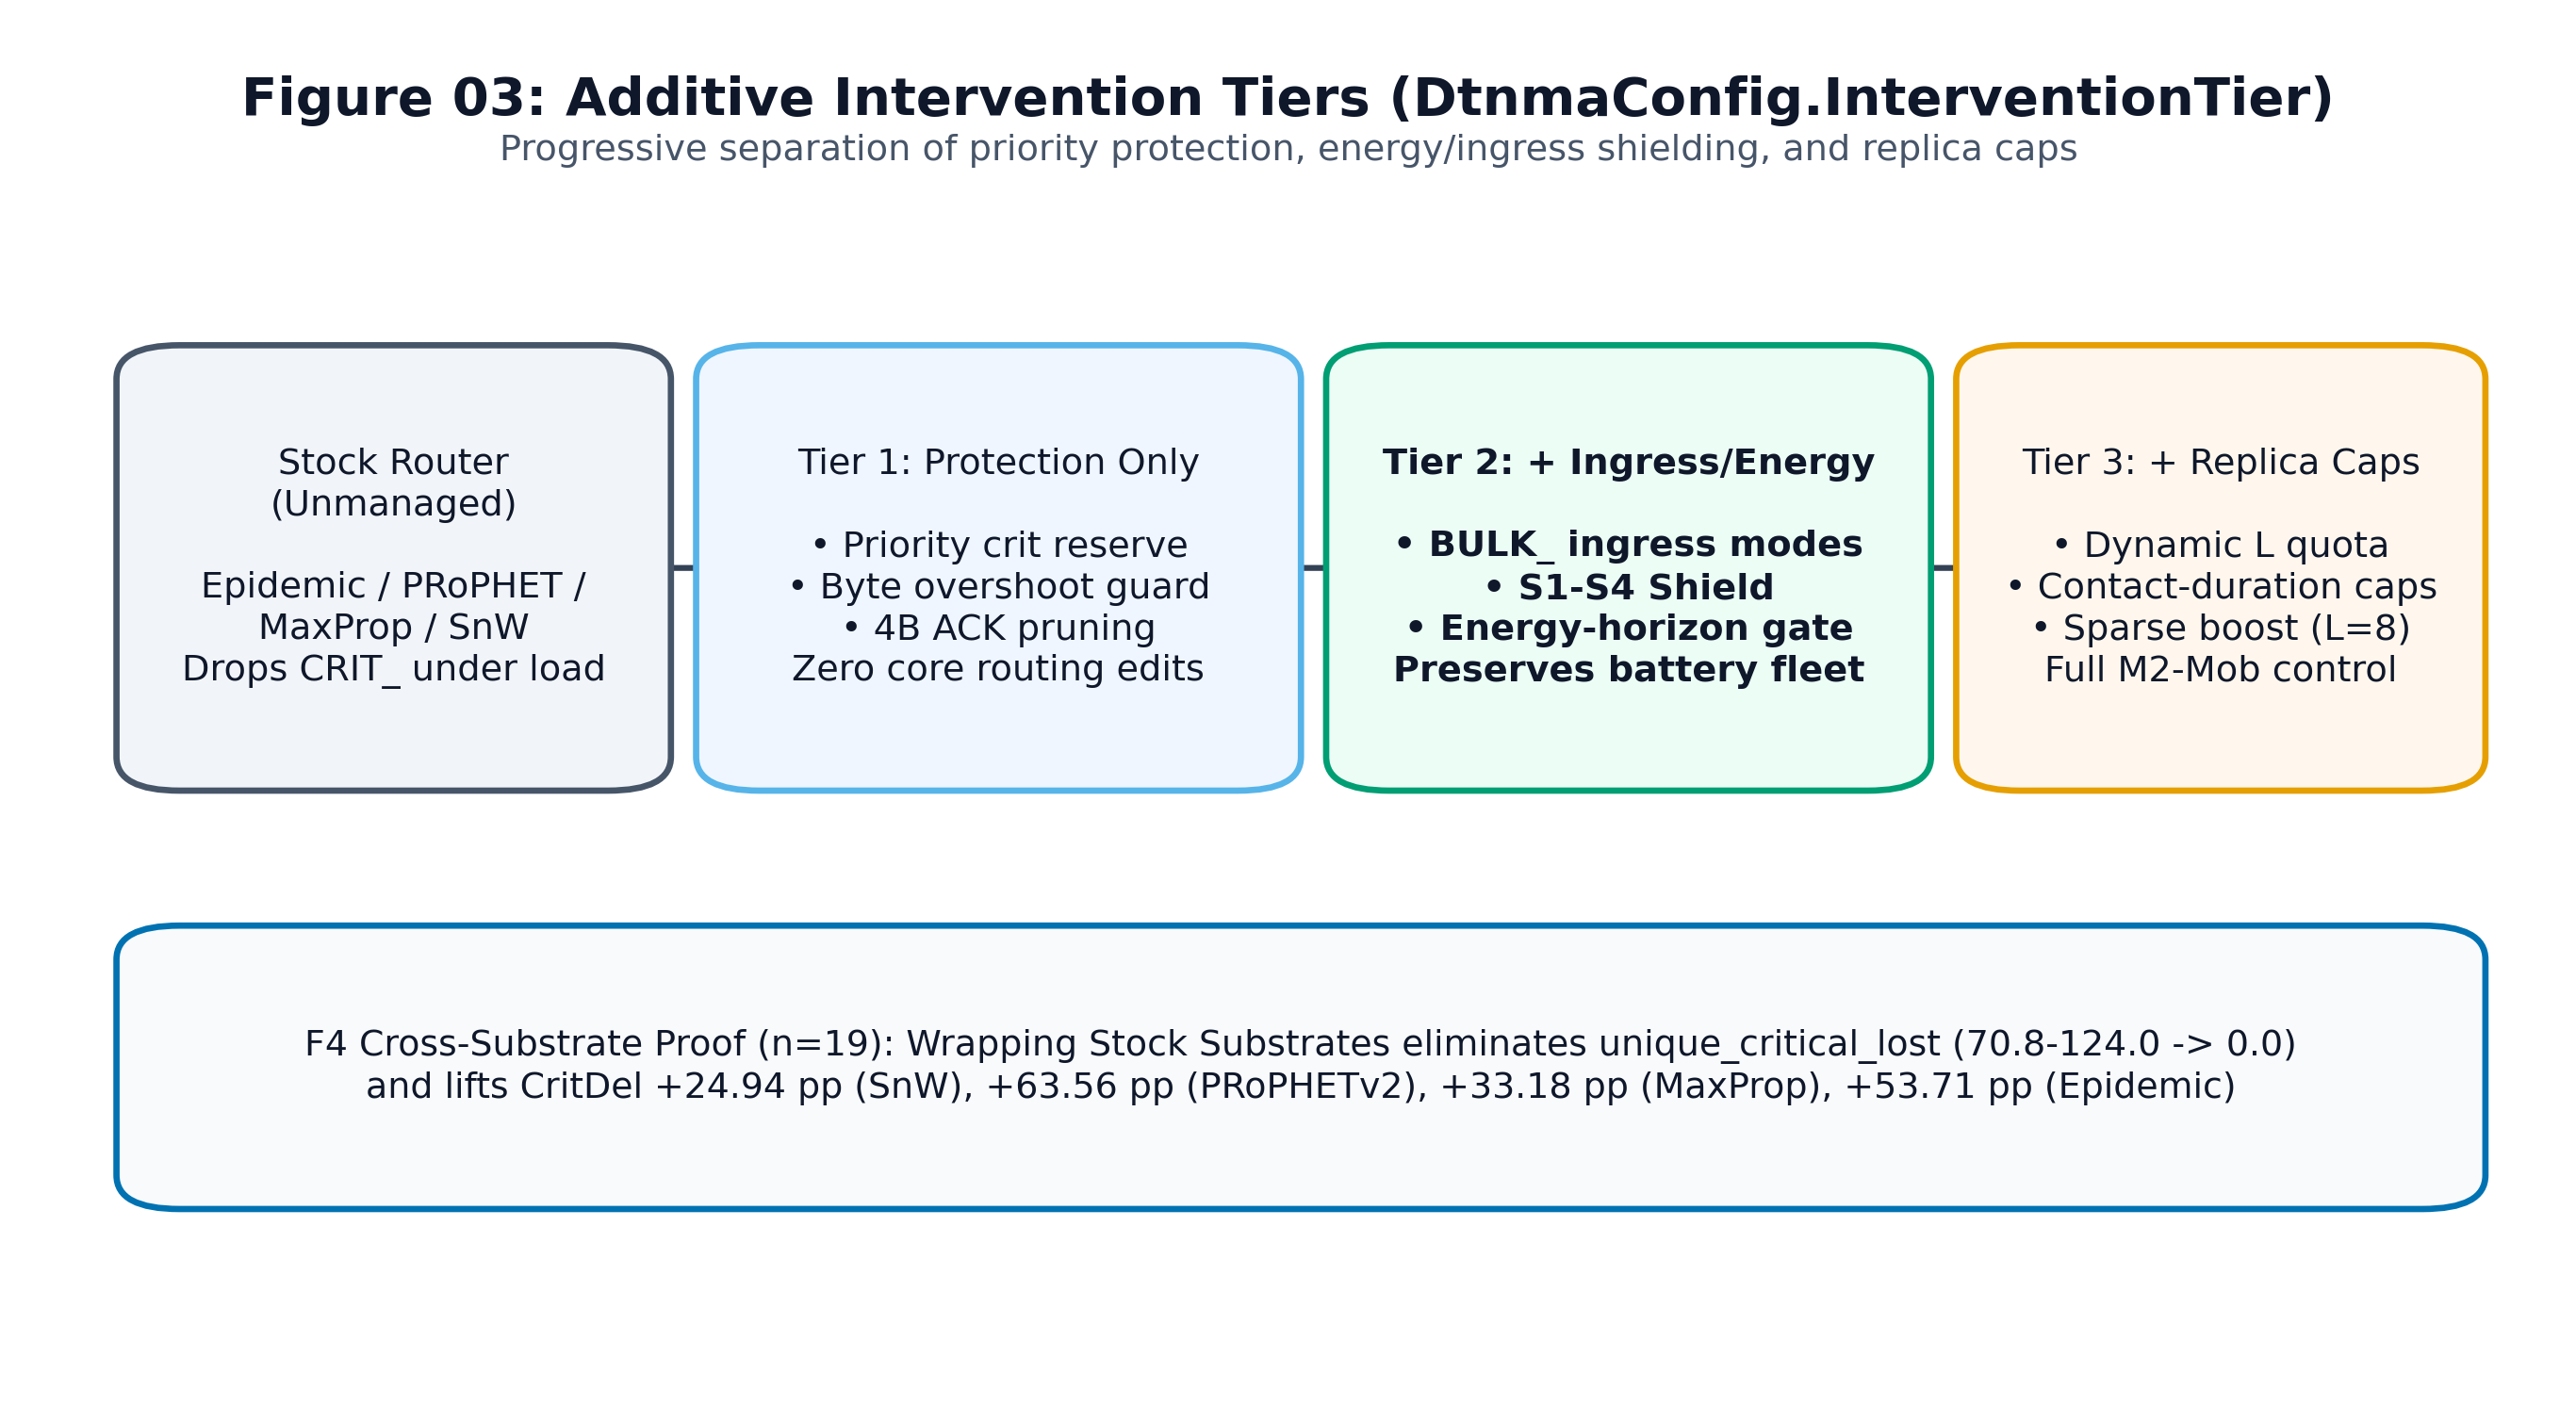 Figure 03: Additive Intervention Tiers (DtnmaConfig.InterventionTier)
Progressive separation of priority protection, energy/ingress shielding, and replica caps
Stock Router
(Unmanaged)
Epidemic / PRoPHET /
MaxProp / SnW
Drops CRIT_ under load
Tier 1: Protection Only
• Priority crit reserve
• Byte overshoot guard
• 4B ACK pruning
Zero core routing edits
Tier 2: + Ingress/Energy
• BULK_ ingress modes
• S1-S4 Shield
• Energy-horizon gate
Preserves battery fleet
Tier 3: + Replica Caps
• Dynamic L quota
• Contact-duration caps
• Sparse boost (L=8)
Full M2-Mob control
F4 Cross-Substrate Proof (n=19): Wrapping Stock Substrates eliminates unique_critical_lost (70.8-124.0 -> 0.0)
and lifts CritDel +24.94 pp (SnW), +63.56 pp (PRoPHETv2), +33.18 pp (MaxProp), +53.71 pp (Epidemic)